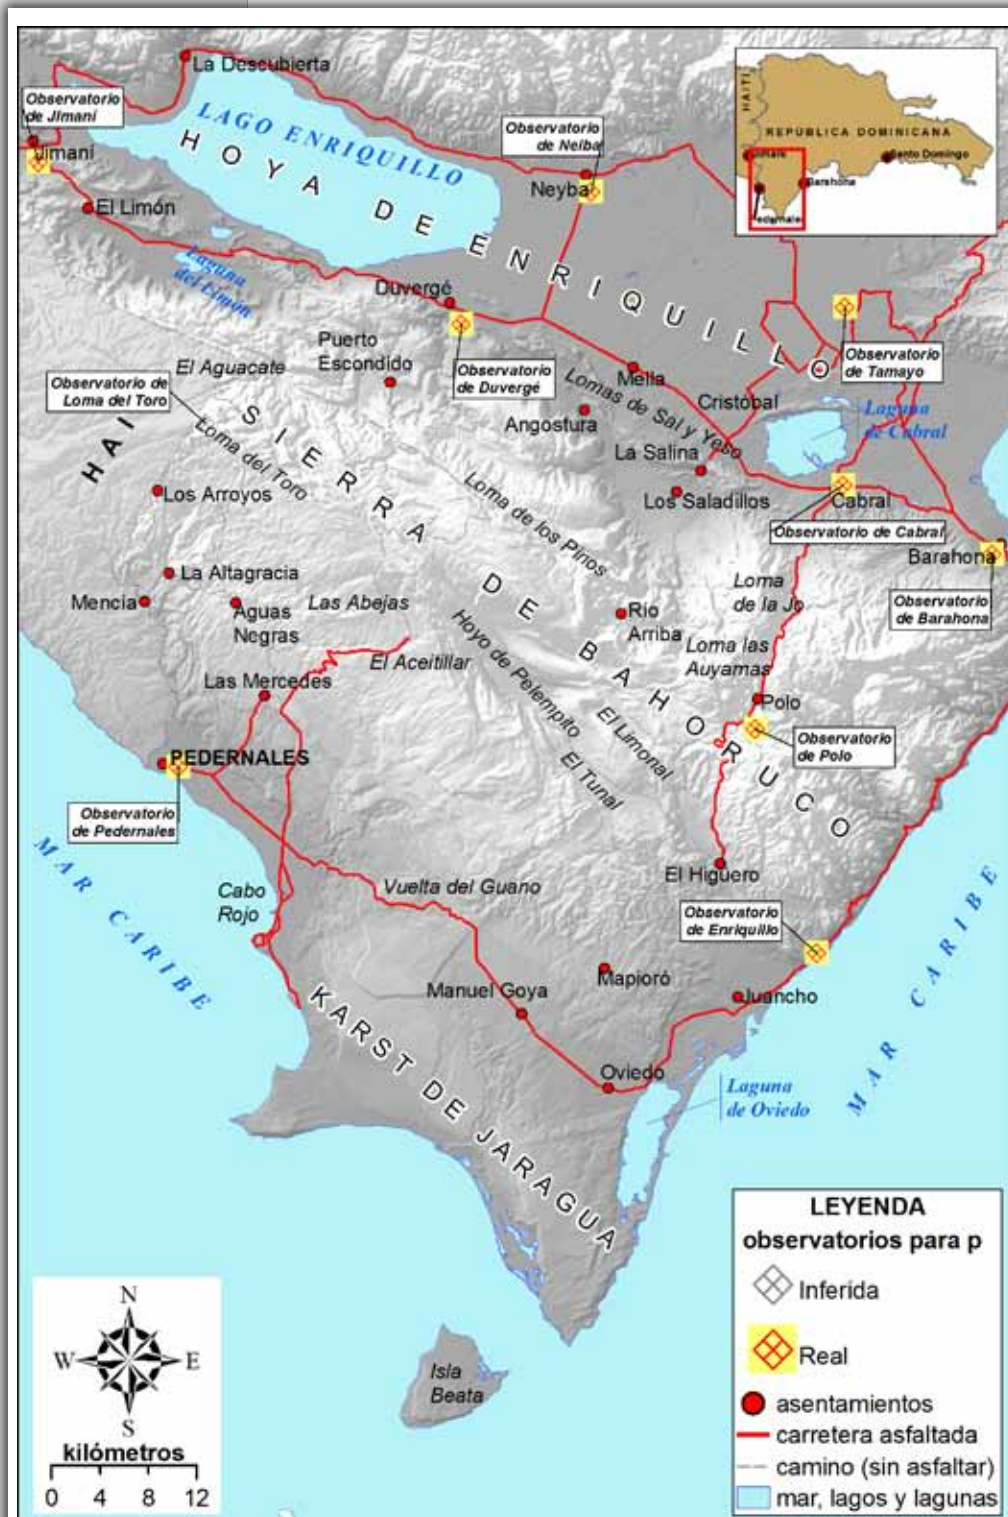 La Descubierta
Observatorio
de Jimaní
LAGO ENRIQUILLO
HOYA DE ENRIQUILLO
Observatorio
de Neiba
HAITI
REPÚBLICA DOMINICANA
Jimaní
Santo Domingo
Barahona
Pedernales
Jimaní
Neyba
El Limón
Laguna
del Limón
Duvergé
Puerto
Escondido
El Aguacate
Observatorio
de Duvergé
Observatorio
de Tamayo
Observatorio de
Loma del Toro
Mella
Cristóbal
Lomas de Sal y Yeso
Laguna
de Cabral
Angostura
HAI
SIERRA DE BAHORUCO
Loma del Toro
La Salina
Los Arroyos
Loma de los Pinos
Los Saladillos
Cabral
Observatorio de Cabral
Barahona
La Altagracia
Mencia
Aguas
Negras
Las Abejas
Loma
de la Jo
Observatorio
de Barahona
Rio
Arriba
Hoyo de Pelempito
El Aceitillar
Loma las
Auyamas
Las Mercedes
Polo
El Limonal
PEDERNALES
El Tunal
Observatorio
de Polo
Observatorio
de Pedernales
MAR CARIBE
El Higuero
Cabo
Rojo
Vuelta del Guano
Observatorio
de Enriquillo
MAR CARIBE
Mapioró
Manuel Goya
Juancho
KARST DE JARAGUA
Oviedo
Laguna
de Oviedo
LEYENDA
observatorios para p
Inferida
Real
asentamientos
carretera asfaltada
camino (sin asfaltar)
mar, lagos y lagunas
Isla
Beata
N
W
E
S
kilómetros
0 4 8 12